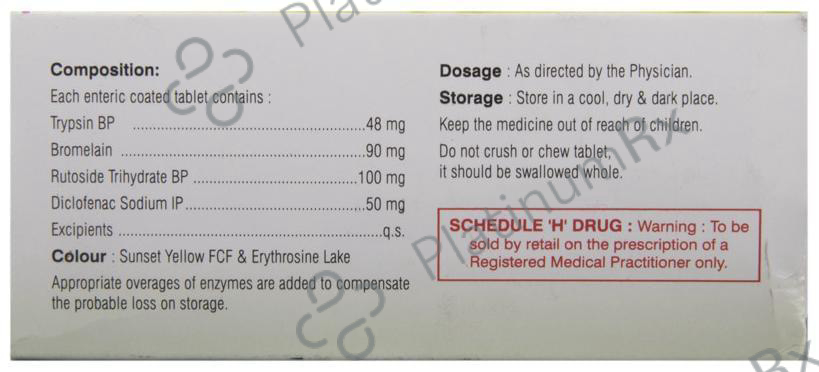 Composition:
Each enteric coated tablet contains :
Trypsin BP ..........................................................48 mg
Bromelain ............................................................90 mg
Rutoside Trihydrate BP ........................................100 mg
Diclofenac Sodium IP...........................................50 mg
Excipients ...............................................................q.s.
Colour : Sunset Yellow FCF & Erythrosine Lake
Appropriate overages of enzymes are added to compensate
the probable loss on storage.
Dosage : As directed by the Physician.
Storage : Store in a cool, dry & dark place.
Keep the medicine out of reach of children.
Do not crush or chew tablet,
it should be swallowed whole.
SCHEDULE 'H' DRUG : Warning : To be
sold by retail on the prescription of a
Registered Medical Practitioner only.
PlatinumRx